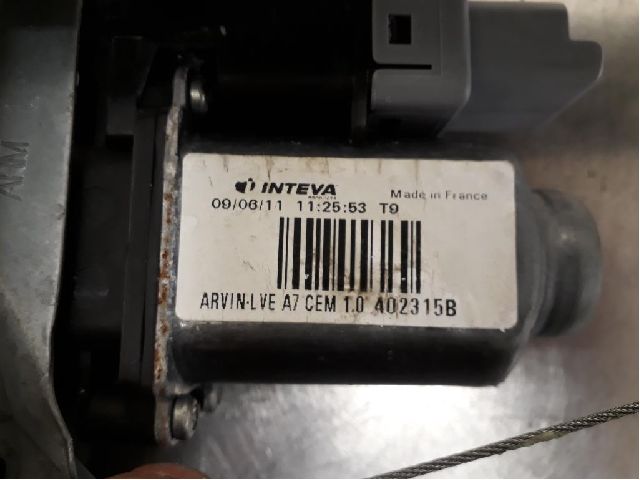 INTEVA
Made in France
09/06/11 11:25:53 T9
ARVIN-LVE A7 CEM 1.0 402315B